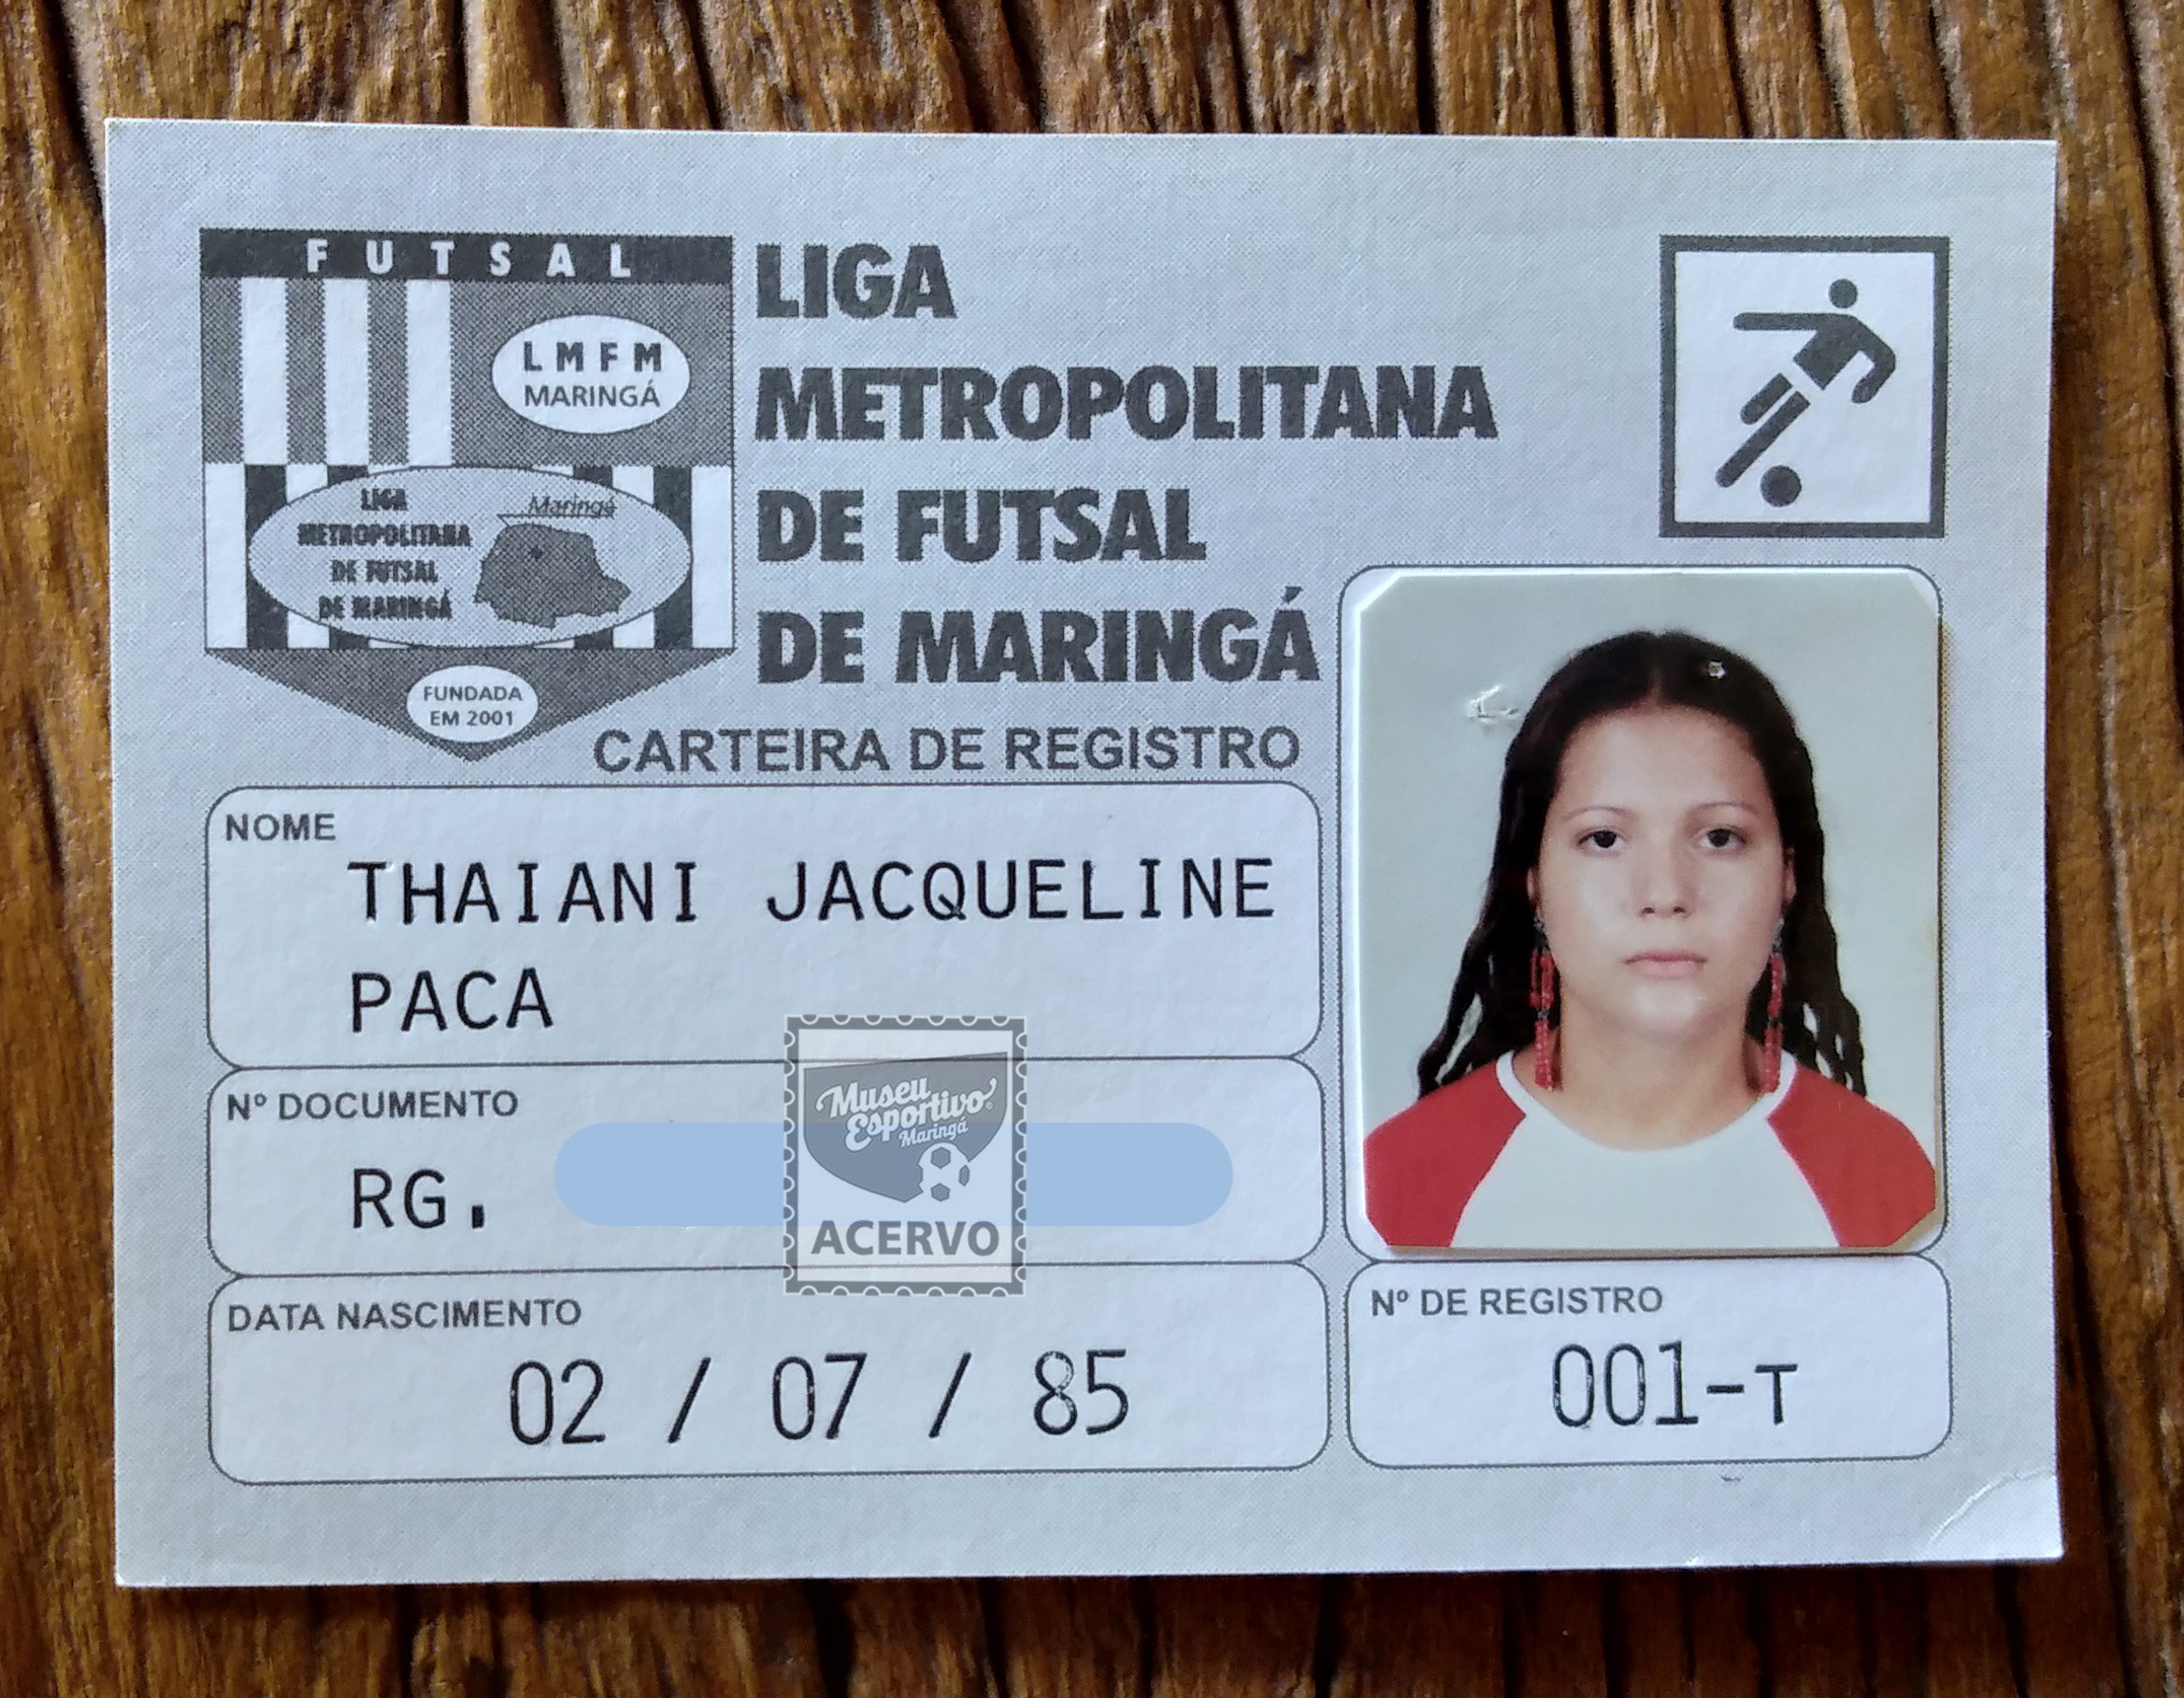 FUTSAL
LMFM
MARINGÁ
LIGA
METROPOLITANA
DE FUTSAL
DE MARINGÁ
Maringá
FUNDADA
EM 2001
LIGA
METROPOLITANA
DE FUTSAL
DE MARINGÁ
CARTEIRA DE REGISTRO
NOME
THAIANI JACQUELINE
PACA
Nº DOCUMENTO
RG.
Museu
Esportivo
Maringá
ACERVO
DATA NASCIMENTO
02 / 07 / 85
Nº DE REGISTRO
001-T